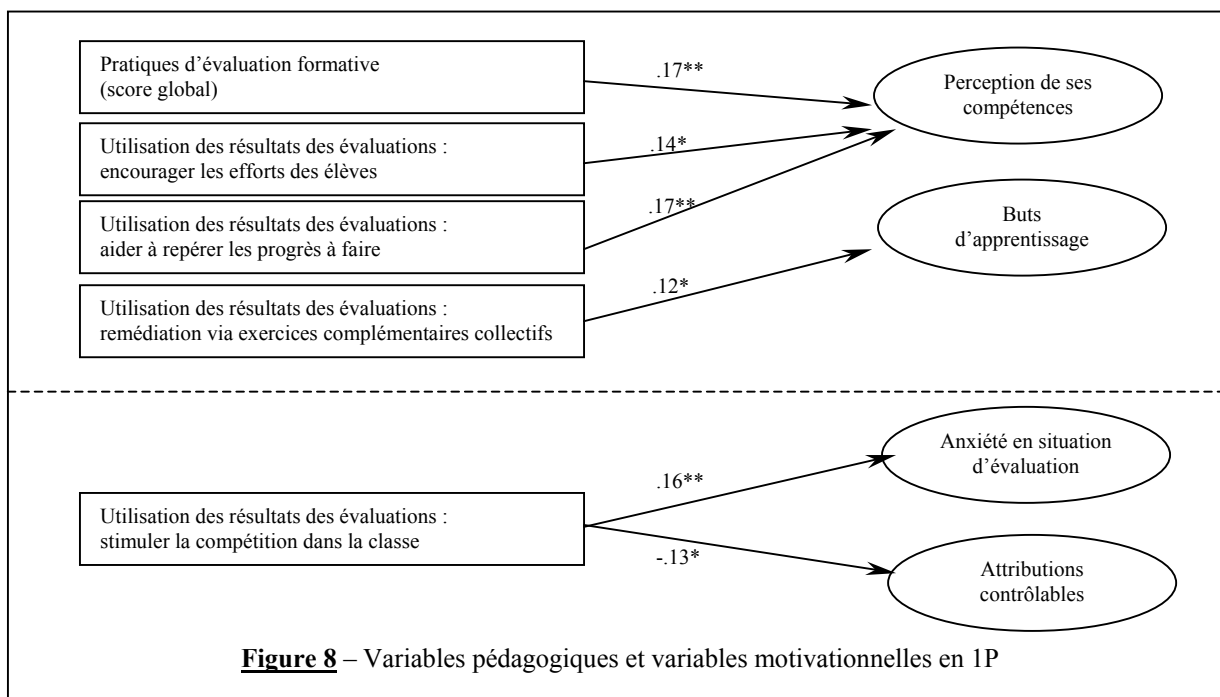 Pratiques d'évaluation formative
(score global)
.17**
Perception de ses
compétences
Utilisation des résultats des évaluations :
encourager les efforts des élèves
.14*
Utilisation des résultats des évaluations :
aider à repérer les progrès à faire
.17**
Buts
d'apprentissage
Utilisation des résultats des évaluations :
remédiation via exercices complémentaires collectifs
.12*
Anxiété en situation
d'évaluation
.16**
Utilisation des résultats des évaluations :
stimuler la compétition dans la classe
-.13*
Attributions
contrôlables
Figure 8 – Variables pédagogiques et variables motivationnelles en 1P